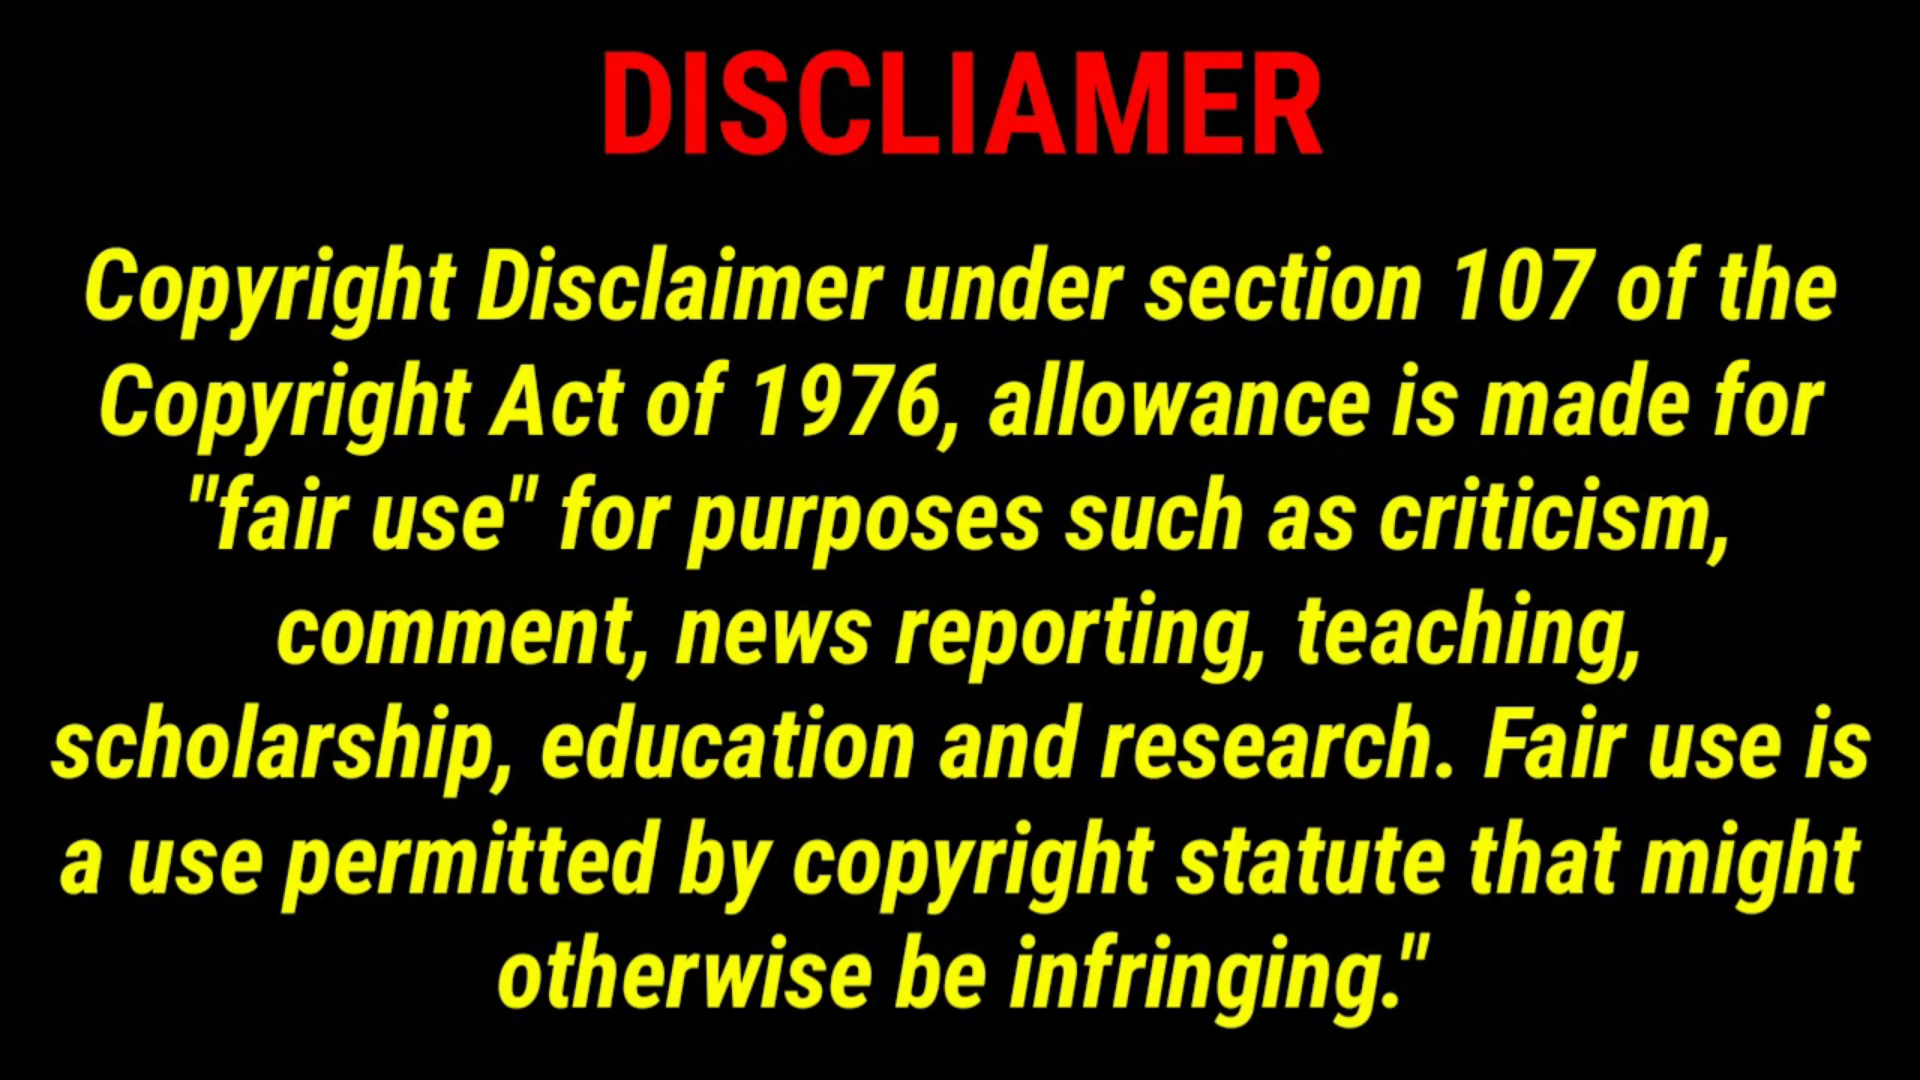 DISCLIAMER
Copyright Disclaimer under section 107 of the
Copyright Act of 1976, allowance is made for
"fair use" for purposes such as criticism,
comment, news reporting, teaching,
scholarship, education and research. Fair use is
a use permitted by copyright statute that might
otherwise be infringing."